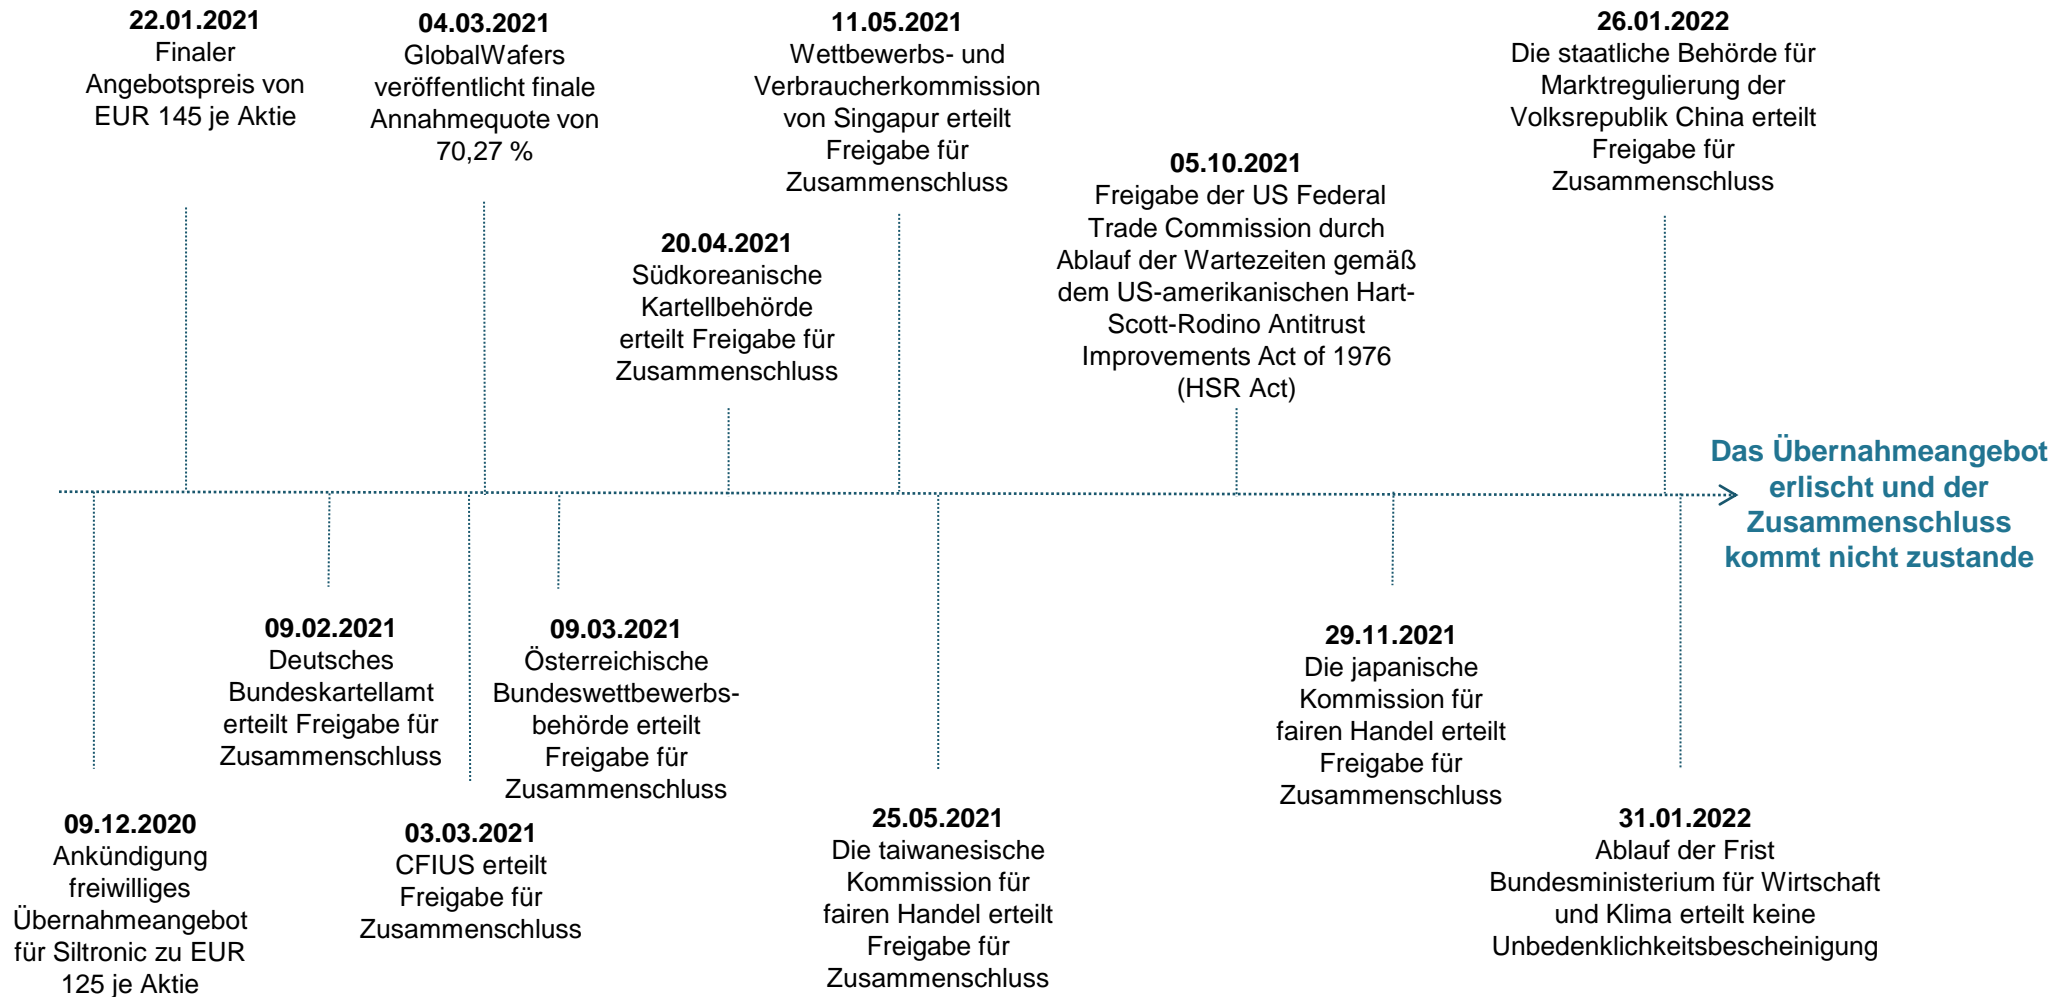 22.01.2021
Finaler
Angebotspreis von
EUR 145 je Aktie
04.03.2021
GlobalWafers
veröffentlicht finale
Annahmequote von
70,27 %
11.05.2021
Wettbewerbs- und
Verbraucherkommission
von Singapur erteilt
Freigabe für
Zusammenschluss
26.01.2022
Die staatliche Behörde für
Marktregulierung der
Volksrepublik China erteilt
Freigabe für
Zusammenschluss
20.04.2021
Südkoreanische
Kartellbehörde
erteilt Freigabe für
Zusammenschluss
05.10.2021
Freigabe der US Federal
Trade Commission durch
Ablauf der Wartezeiten gemäß
dem US-amerikanischen Hart-
Scott-Rodino Antitrust
Improvements Act of 1976
(HSR Act)
Das Übernahmeangebot
erlischt und der
Zusammenschluss
kommt nicht zustande
09.02.2021
Deutsches
Bundeskartellamt
erteilt Freigabe für
Zusammenschluss
09.03.2021
Österreichische
Bundeswettbewerbs-
behörde erteilt
Freigabe für
Zusammenschluss
29.11.2021
Die japanische
Kommission für
fairen Handel erteilt
Freigabe für
Zusammenschluss
09.12.2020
Ankündigung
freiwilliges
Übernahmeangebot
für Siltronic zu EUR
125 je Aktie
03.03.2021
CFIUS erteilt
Freigabe für
Zusammenschluss
25.05.2021
Die taiwanesische
Kommission für
fairen Handel erteilt
Freigabe für
Zusammenschluss
31.01.2022
Ablauf der Frist
Bundesministerium für Wirtschaft
und Klima erteilt keine
Unbedenklichkeitsbescheinigung